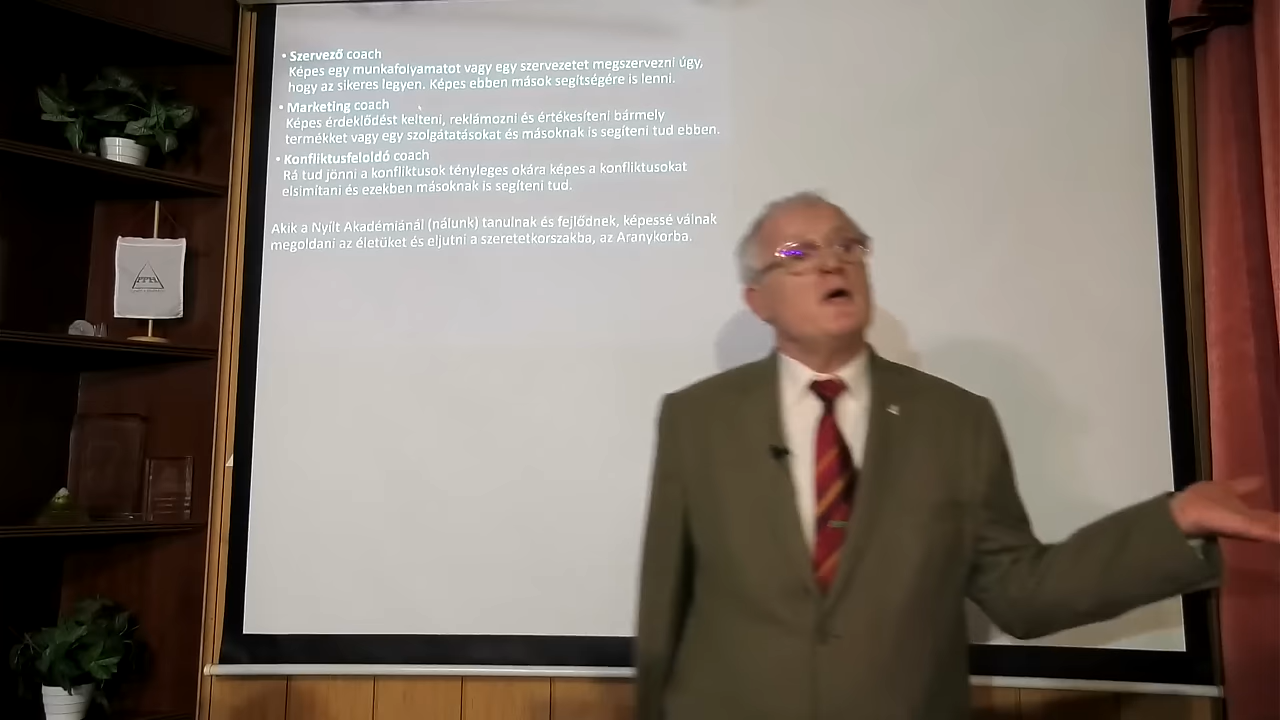 • Szervező coach
Képes egy munkafolyamatot vagy egy szervezetet megszervezni úgy,
hogy az sikeres legyen. Képes ebben mások segítségére is lenni.
• Marketing coach
Képes érdeklődést kelteni, reklámozni és értékesíteni bármely
termékket vagy egy szolgátatásokat és másoknak is segíteni tud ebben.
• Konfliktusfeloldó coach
Rá tud jönni a konfliktusok tényleges okára képes a konfliktusokat
elsimítani és ezekben másoknak is segíteni tud.
Akik a Nyílt Akadémiánál (nálunk) tanulnak és fejlődnek, képessé válnak
megoldani az életüket és eljutni a szeretetkorszakba, az Aranykorba.